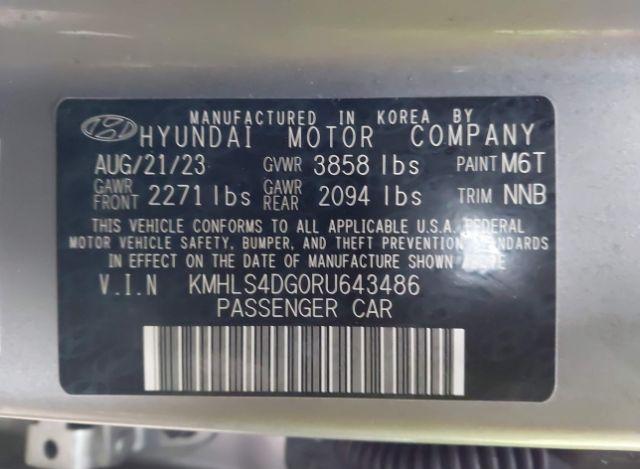 MANUFACTURED IN KOREA BY
HYUNDAI MOTOR COMPANY
AUG/21/23 GVWR 3858 lbs PAINT M6T
GAWR FRONT 2271 lbs GAWR REAR 2094 lbs TRIM NNB
THIS VEHICLE CONFORMS TO ALL APPLICABLE U.S.A. FEDERAL
MOTOR VEHICLE SAFETY, BUMPER, AND THEFT PREVENTION STANDARDS
IN EFFECT ON THE DATE OF MANUFACTURE SHOWN ABOVE
V.I.N KMHLS4DG0RU643486
PASSENGER CAR